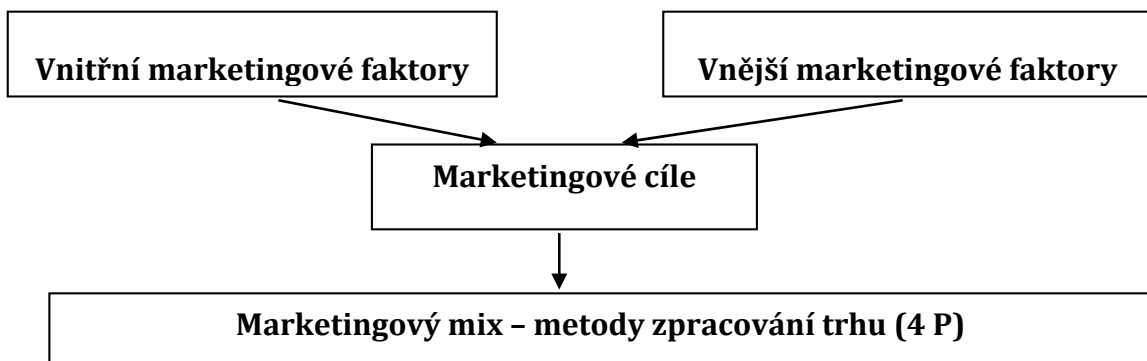 Vnitřní marketingové faktory
Vnější marketingové faktory
Marketingové cíle
Marketingový mix – metody zpracování trhu (4 P)